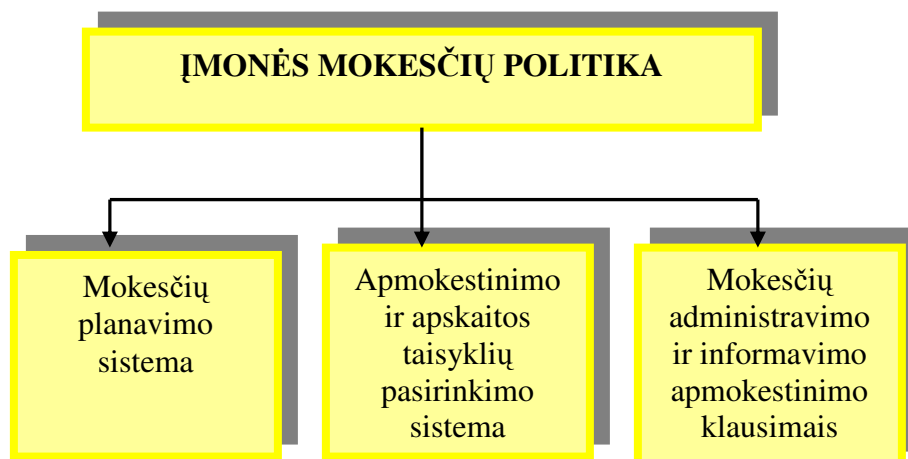 ĮMONĖS MOKESČIŲ POLITIKA
Mokesčių
planavimo
sistema
Apmokestinimo
ir apskaitos
taisyklių
pasirinkimo
sistema
Mokesčių
administravimo
ir informavimo
apmokestinimo
klausimais